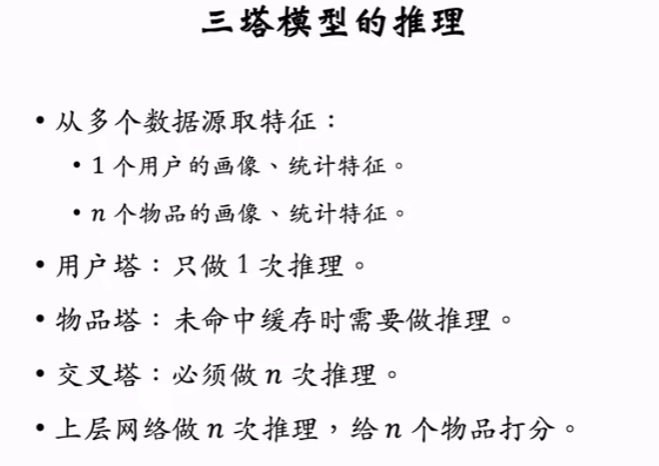 三塔模型的推理
• 从多个数据源取特征：
• 1 个用户的画像、统计特征。
• n 个物品的画像、统计特征。
• 用户塔：只做 1 次推理。
• 物品塔：未命中缓存时需要做推理。
• 交叉塔：必须做 n 次推理。
• 上层网络做 n 次推理，给 n 个物品打分。